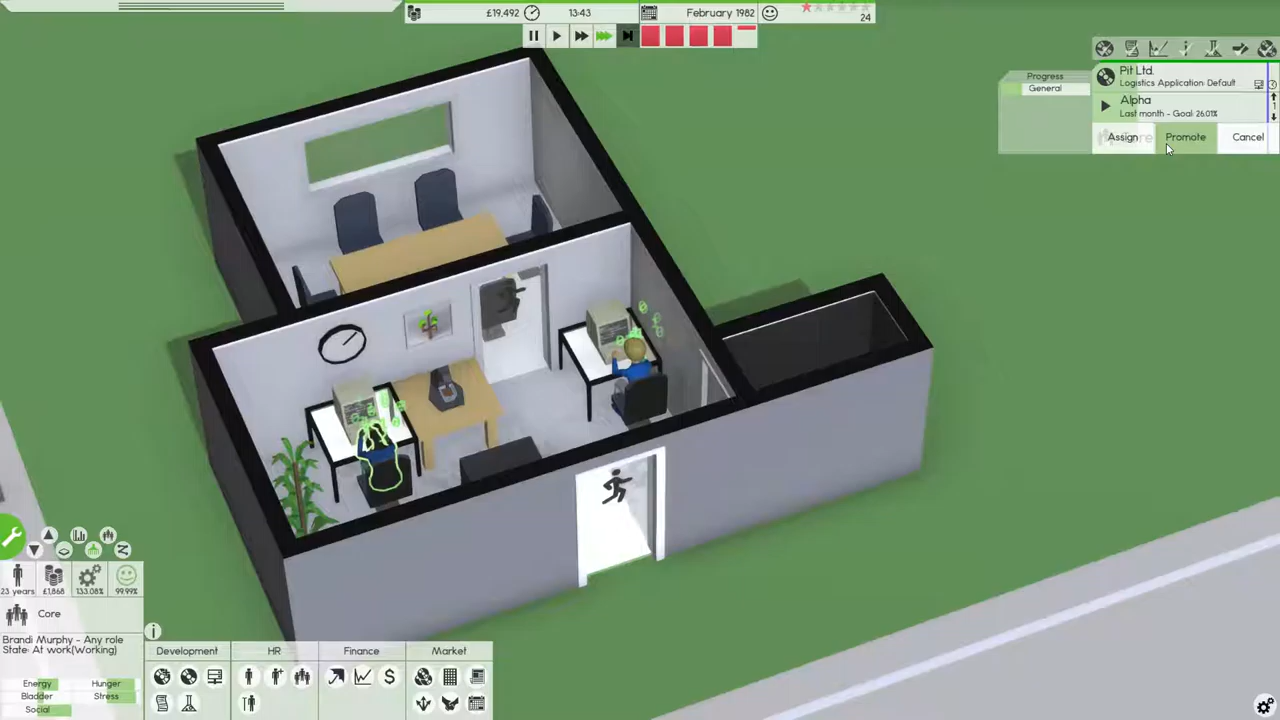 £19,492
13:43
February 1982
24
Progress
General
Pit Ltd.
Logistics Application: Default
Alpha
Last month - Goal: 26.01%
1
Assign
Promote
Cancel
23 years
£1,868
133.08%
99.99%
Core
Brandi Murphy - Any role
State: At work(Working)
Energy
Hunger
Bladder
Stress
Social
Development
HR
Finance
Market